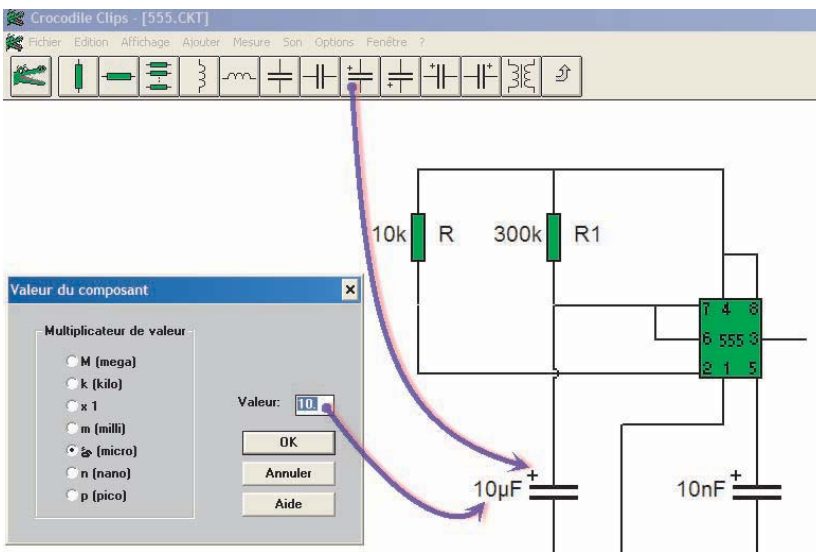 Crocodile Clips - [555.CKT]
Fichier Edition Affichage Ajouter Mesure Son Options Fenêtre ?
10k R 300k R1
7 4 8
6 555 3
2 1 5
Valeur du composant
Multiplicateur de valeur
M (mega)
k (kilo)
x 1
m (milli)
(micro)
n (nano)
p (pico)
Valeur: 10.
OK
Annuler
Aide
10µF +
10nF +